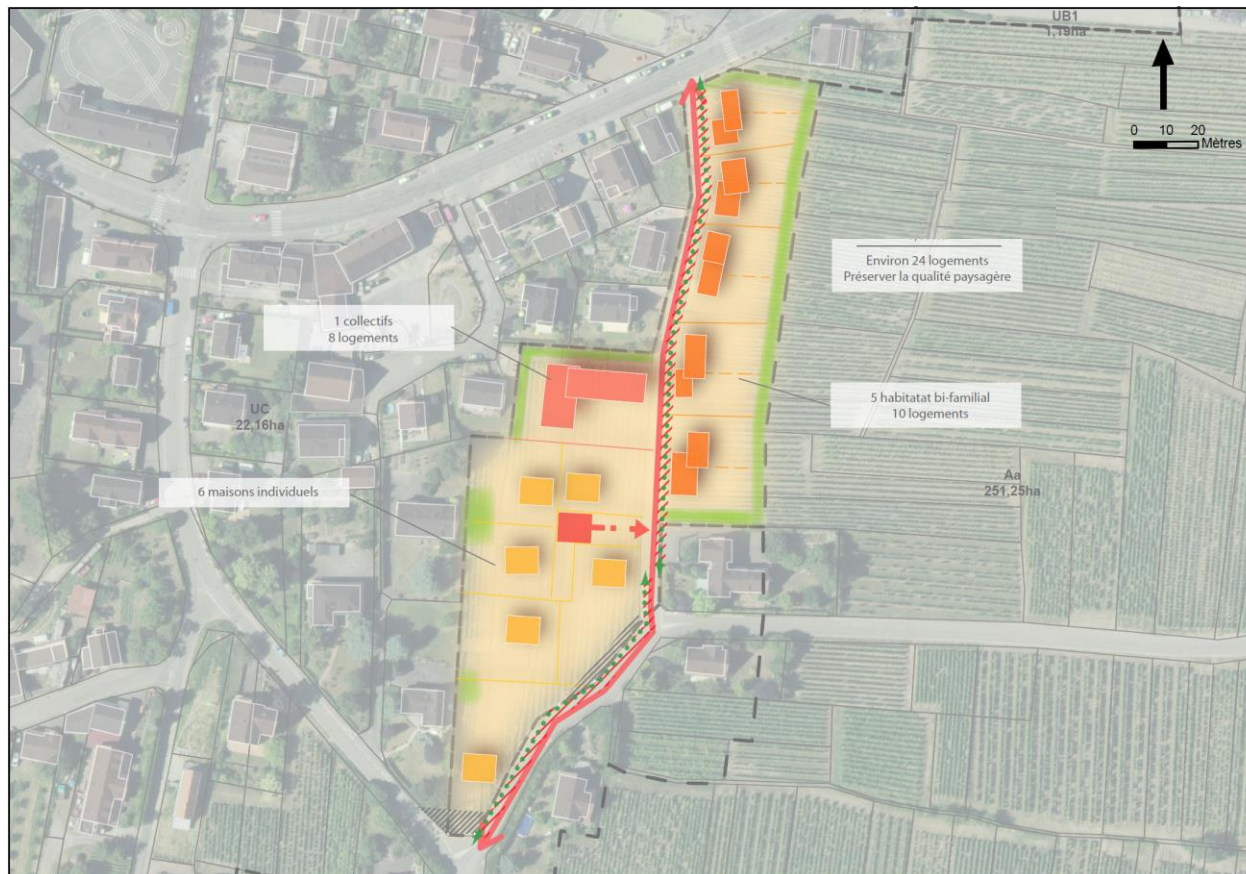 UB1
1,19ha
0 10 20
Mètres
Environ 24 logements
Préserver la qualité paysagère
1 collectifs
8 logements
5 habitatat bi-familial
10 logements
UC
22,16ha
Aa
251,25ha
6 maisons individuels